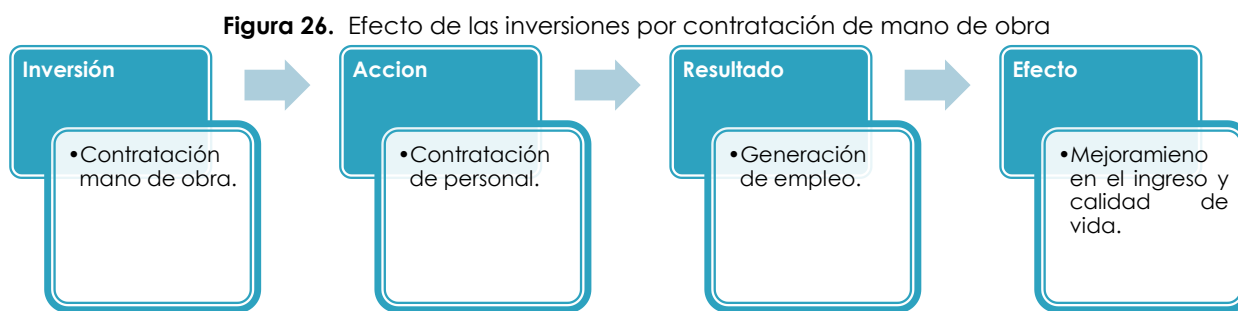 Figura 26. Efecto de las inversiones por contratación de mano de obra
Inversión
•Contratación
mano de obra.
Accion
•Contratación
de personal.
Resultado
•Generación
de empleo.
Efecto
•Mejoramieno
en el ingreso y
calidad de
vida.